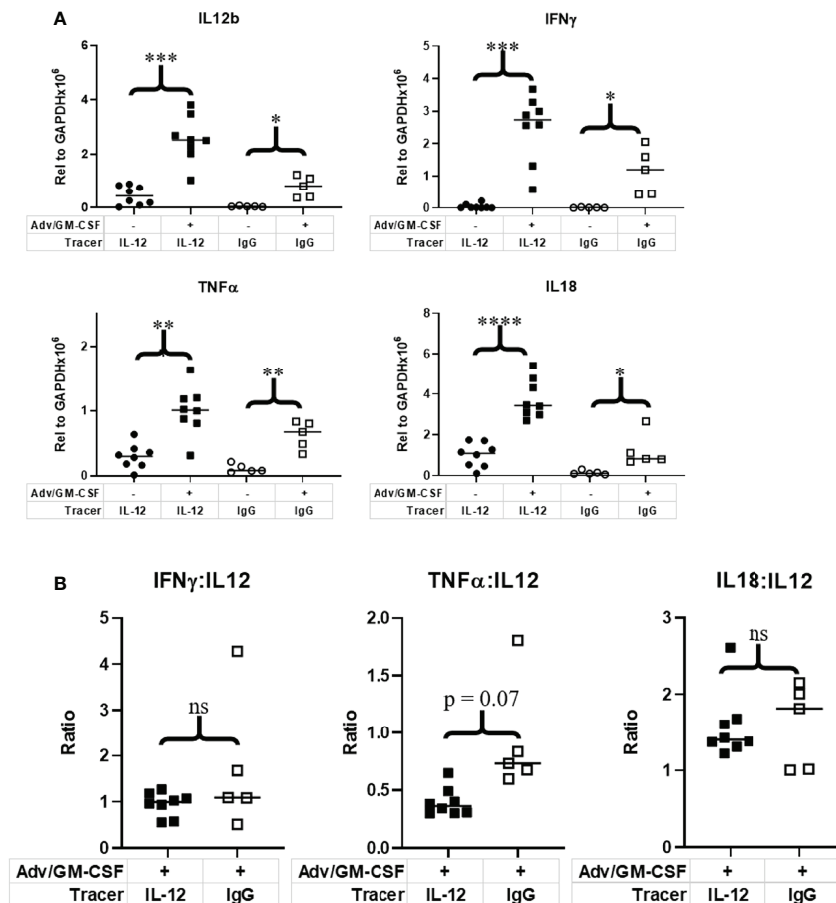 A
IL12b
***
*
Rel to GAPDHx10⁶
6
4
2
0
Adv/GM-CSF - + - +
Tracer IL-12 IL-12 IgG IgG
IFNγ
***
*
Rel to GAPDHx10⁶
5
4
3
2
1
0
Adv/GM-CSF - + - +
Tracer IL-12 IL-12 IgG IgG
TNFα
**
**
Rel to GAPDHx10⁶
2
1
0
Adv/GM-CSF - + - +
Tracer IL-12 IL-12 IgG IgG
IL18
****
*
Rel to GAPDHx10⁶
8
6
4
2
0
Adv/GM-CSF - + - +
Tracer IL-12 IL-12 IgG IgG
B
IFNγ:IL12
ns
Ratio
5
4
3
2
1
0
Adv/GM-CSF + +
Tracer IL-12 IgG
TNFα:IL12
p = 0.07
Ratio
2.0
1.5
1.0
0.5
0.0
Adv/GM-CSF + +
Tracer IL-12 IgG
IL18:IL12
ns
Ratio
3
2
1
0
Adv/GM-CSF + +
Tracer IL-12 IgG